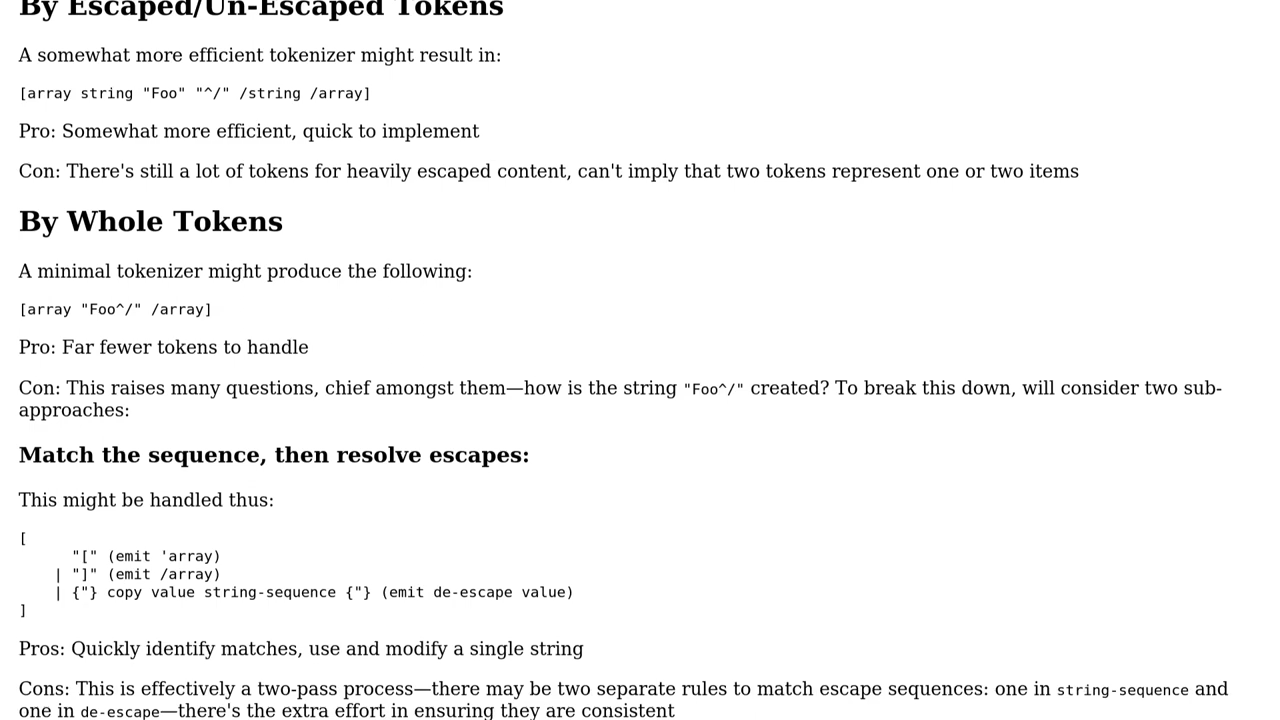 By Escaped/Un-Escaped Tokens
A somewhat more efficient tokenizer might result in:
[array string "Foo" "^/" /string /array]
Pro: Somewhat more efficient, quick to implement
Con: There's still a lot of tokens for heavily escaped content, can't imply that two tokens represent one or two items
By Whole Tokens
A minimal tokenizer might produce the following:
[array "Foo^/" /array]
Pro: Far fewer tokens to handle
Con: This raises many questions, chief amongst them—how is the string "Foo^/" created? To break this down, will consider two sub-
approaches:
Match the sequence, then resolve escapes:
This might be handled thus:
[
      "[" (emit 'array)
    | "]" (emit /array)
    | {"} copy value string-sequence {"} (emit de-escape value)
]
Pros: Quickly identify matches, use and modify a single string
Cons: This is effectively a two-pass process—there may be two separate rules to match escape sequences: one in string-sequence and
one in de-escape—there's the extra effort in ensuring they are consistent